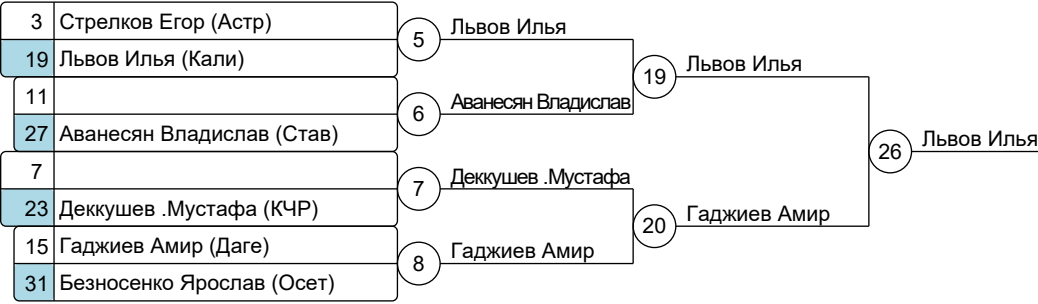 3 Стрелков Егор (Астр)
19 Львов Илья (Кали)
11
27 Аванесян Владислав (Став)
7
23 Деккушев .Мустафа (КЧР)
15 Гаджиев Амир (Даге)
31 Безносенко Ярослав (Осет)
5 Львов Илья
6 Аванесян Владислав
7 Деккушев .Мустафа
8 Гаджиев Амир
19 Львов Илья
20 Гаджиев Амир
26 Львов Илья